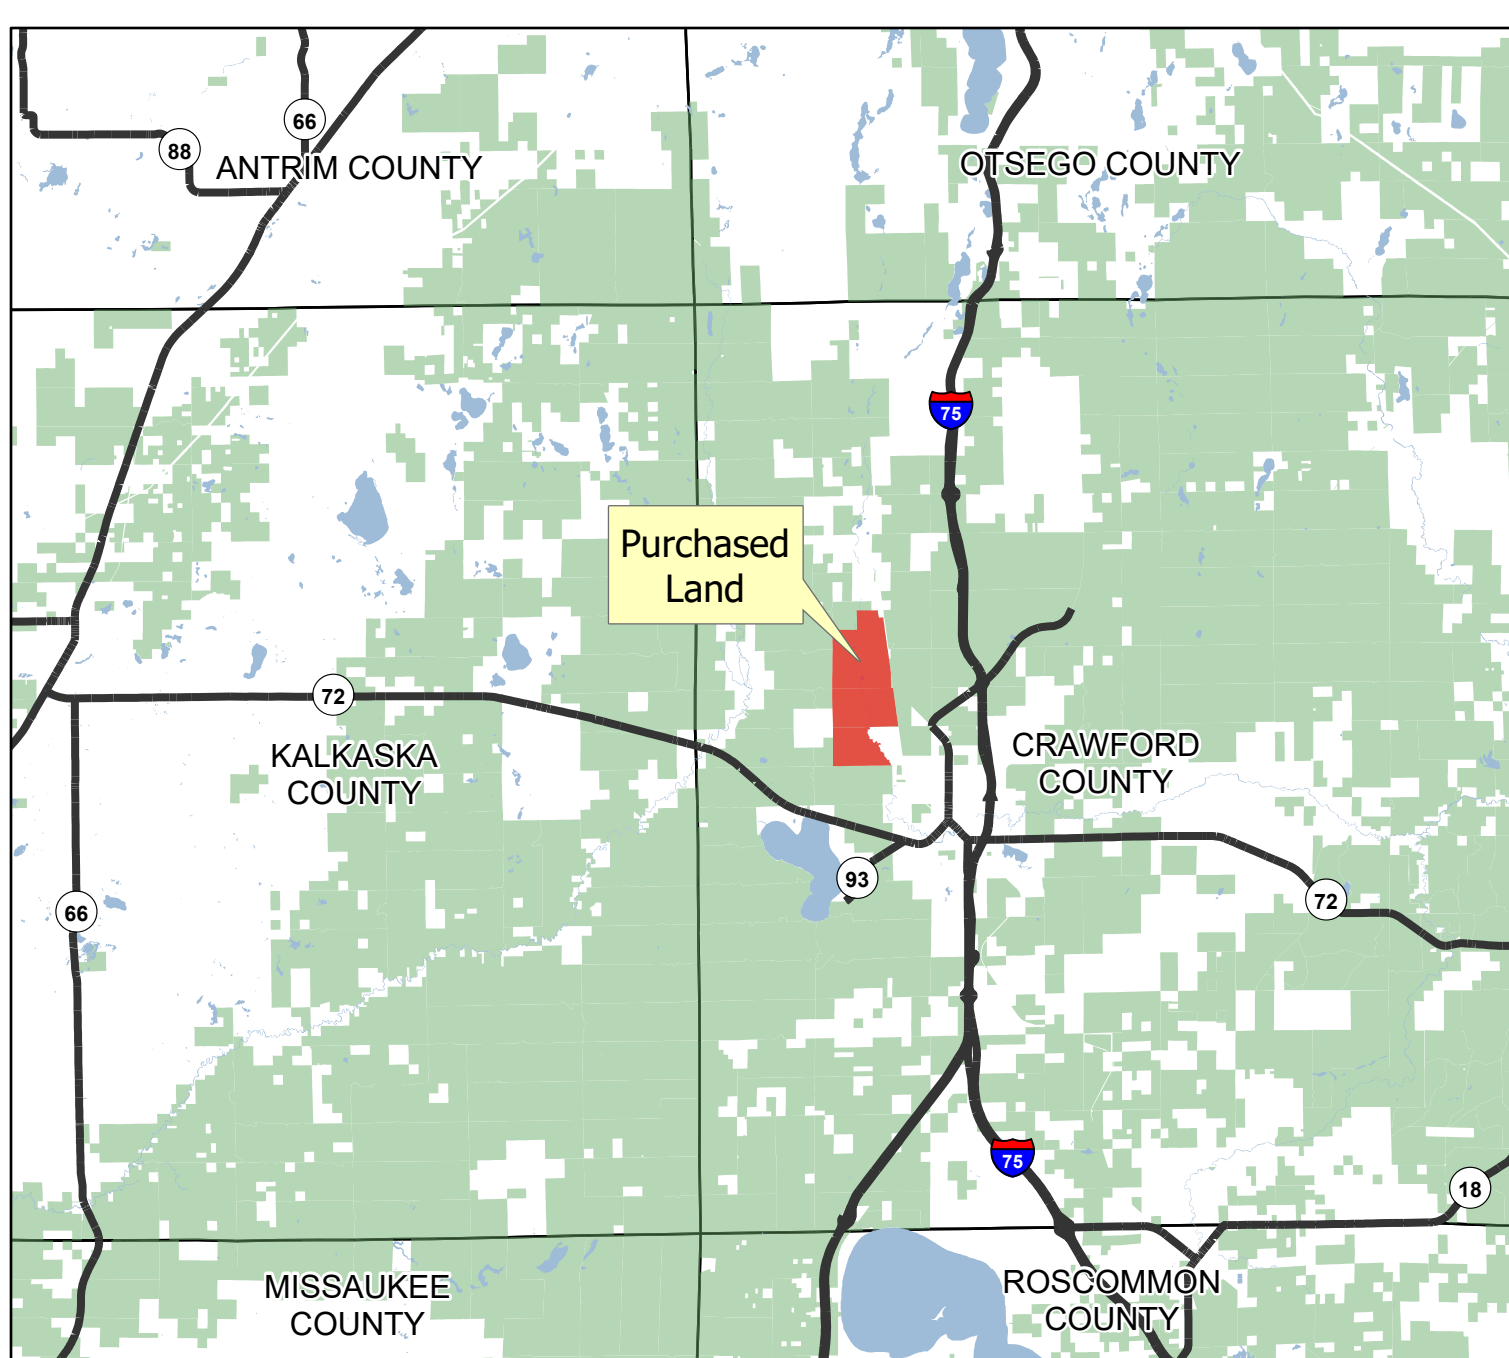 66
88
ANTRIM COUNTY
OTSEGO COUNTY
75
Purchased
Land
72
KALKASKA
COUNTY
CRAWFORD
COUNTY
93
66
72
75
18
MISSAUKEE
COUNTY
ROSCOMMON
COUNTY